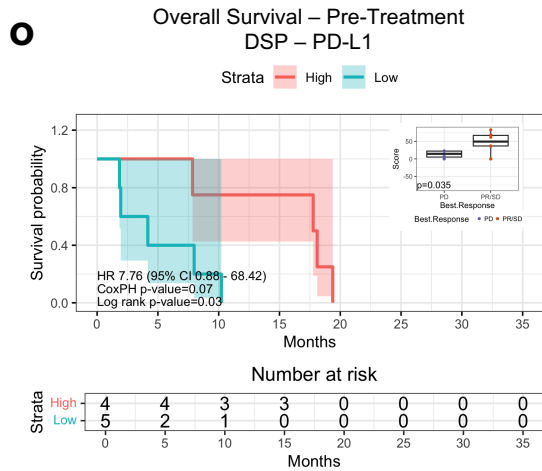 o
Overall Survival – Pre-Treatment
DSP – PD-L1
Strata High Low
Survival probability
1.2
0.8
0.4
0.0
HR 7.76 (95% CI 0.88 - 68.42)
CoxPH p-value=0.07
Log rank p-value=0.03
0 5 10 15 20 25 30 35
Months
Score
50
0
-50
p=0.035
PD PR/SD
Best.Response
Best.Response PD PR/SD
Number at risk
Strata
High 4 4 3 3 0 0 0 0
Low 5 2 1 0 0 0 0 0
0 5 10 15 20 25 30 35
Months